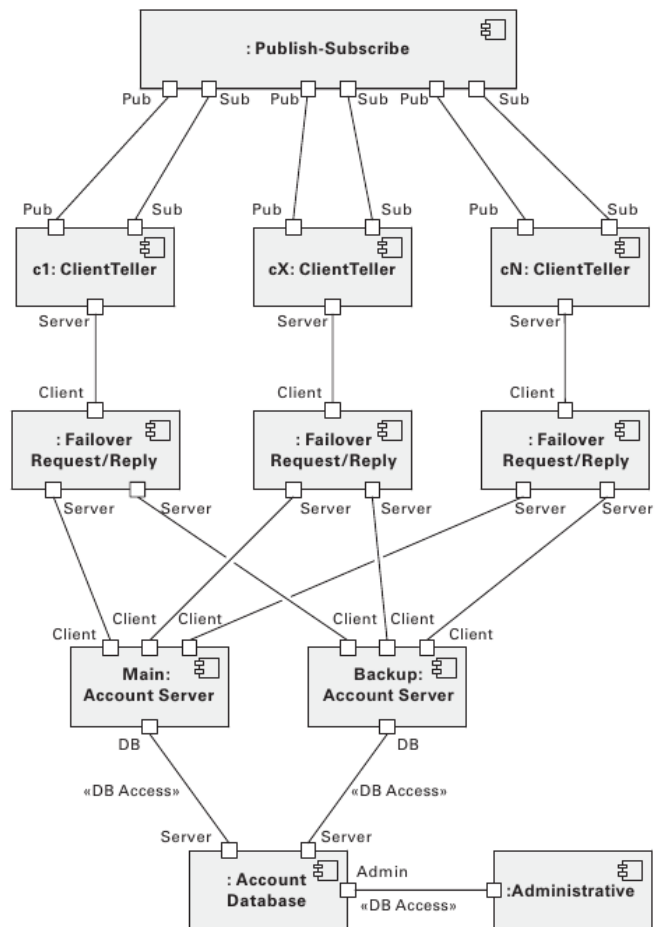 : Publish-Subscribe
Pub Sub Pub Sub Pub Sub
Pub Sub Pub Sub Pub Sub
c1: ClientTeller cX: ClientTeller cN: ClientTeller
Server Server Server
Client Client Client
: Failover : Failover : Failover
Request/Reply Request/Reply Request/Reply
Server Server Server Server Server Server
Client Client Client Client
Client Client
Main: Backup:
Account Server Account Server
DB DB
«DB Access» «DB Access»
Server Server
: Account Admin
Database :Administrative
«DB Access»